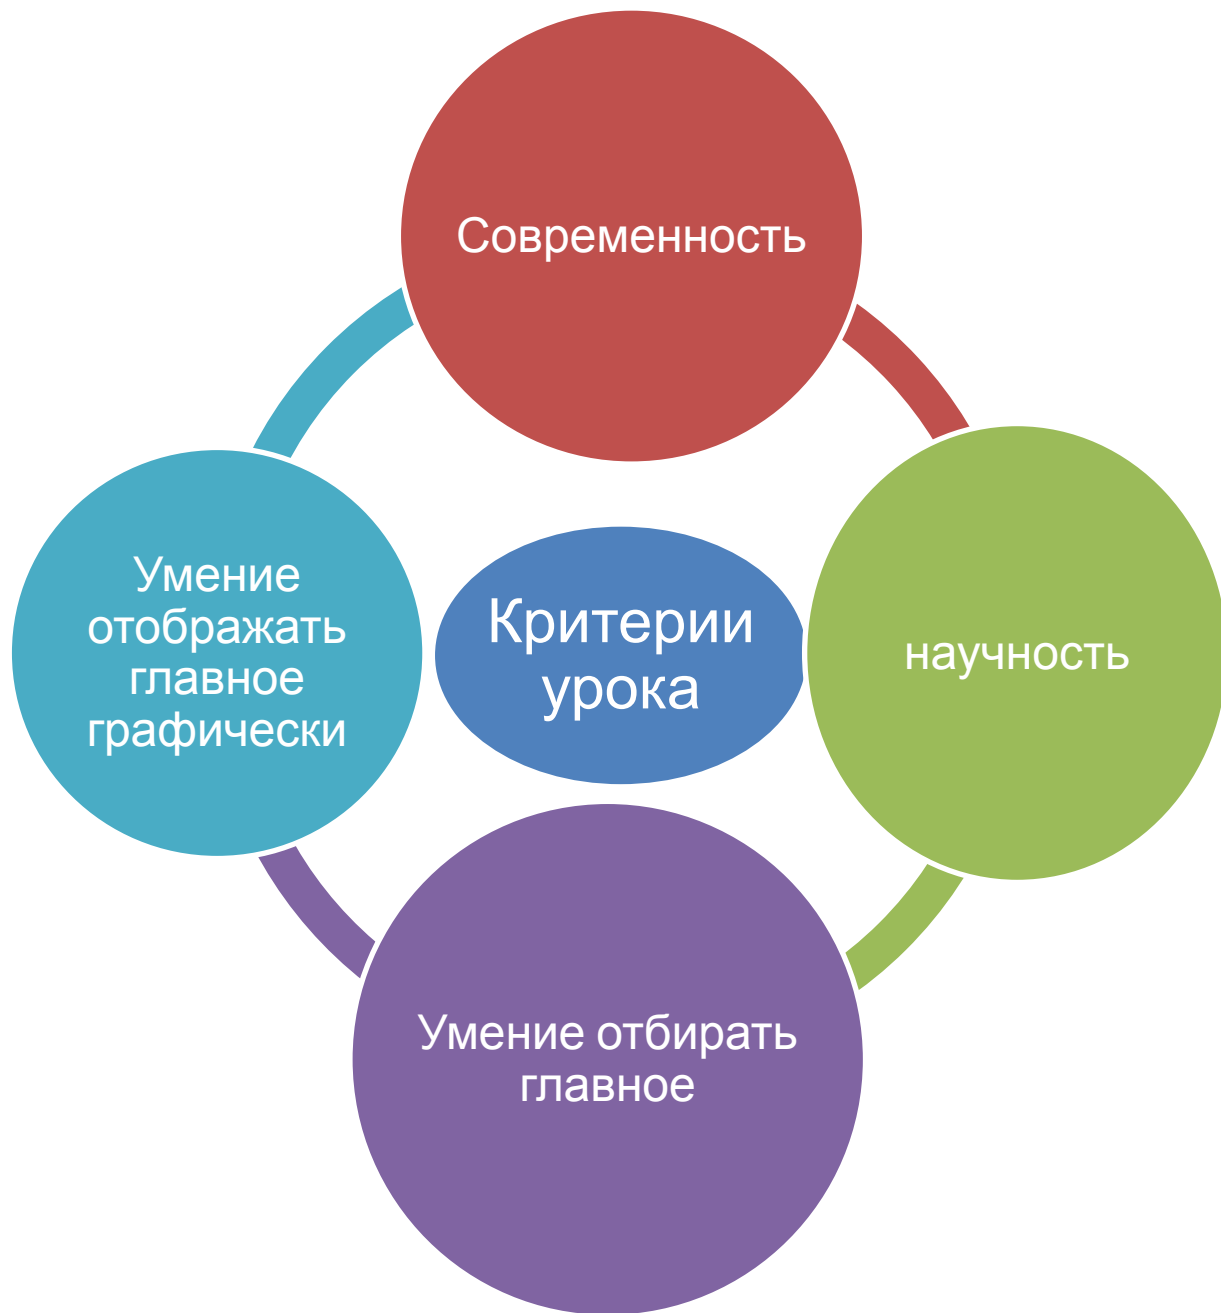 Современность
Умение
отображать
главное
графически
Критерии
урока
научность
Умение отбирать
главное